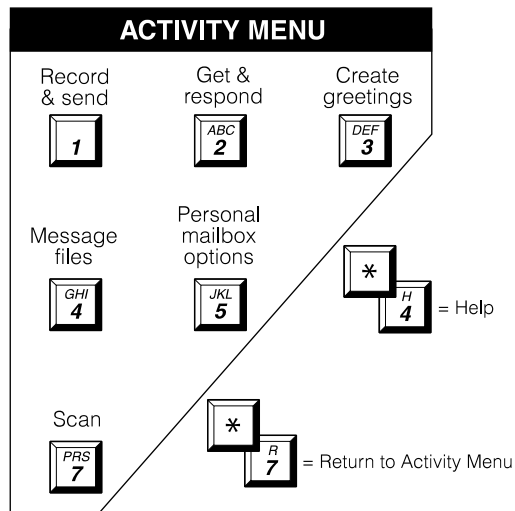 ACTIVITY MENU
Record
& send
1
Get &
respond
ABC
2
Create
greetings
DEF
3
Message
files
GHI
4
Personal
mailbox
options
JKL
5
*
H
4
= Help
Scan
PRS
7
*
R
7
= Return to Activity Menu